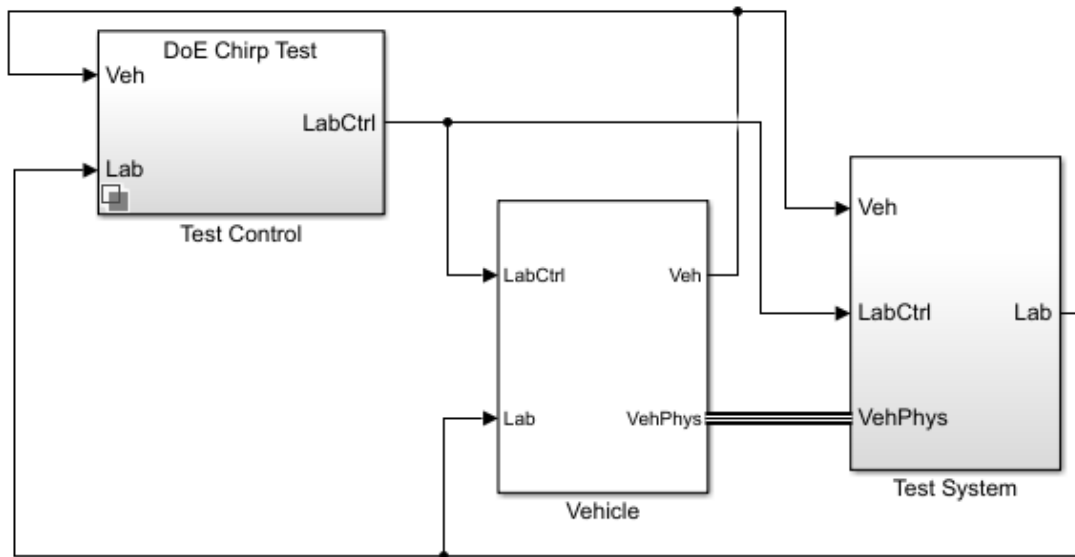 DoE Chirp Test
Veh
LabCtrl
Lab
Test Control
LabCtrl
Veh
Lab
VehPhys
Vehicle
Veh
LabCtrl
Lab
VehPhys
Test System